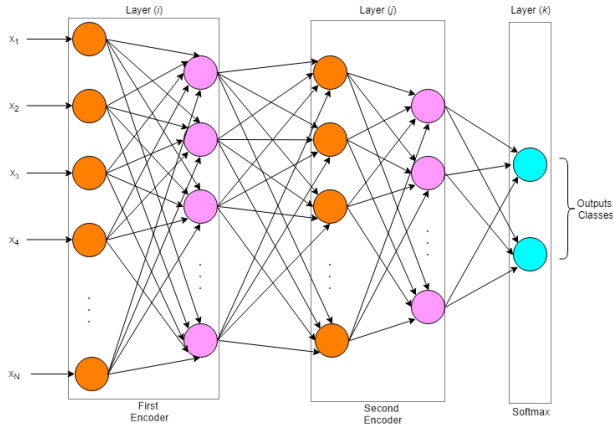 Layer (i)
Layer (j)
Layer (k)
X1
X2
X3
X4
XN
Outputs:
Classes
First
Encoder
Second
Encoder
Softmax